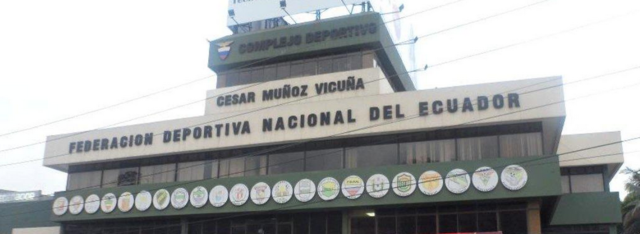 COMPLEJO DEPORTIVO
CESAR MUÑOZ VICUÑA
FEDERACION DEPORTIVA NACIONAL DEL ECUADOR